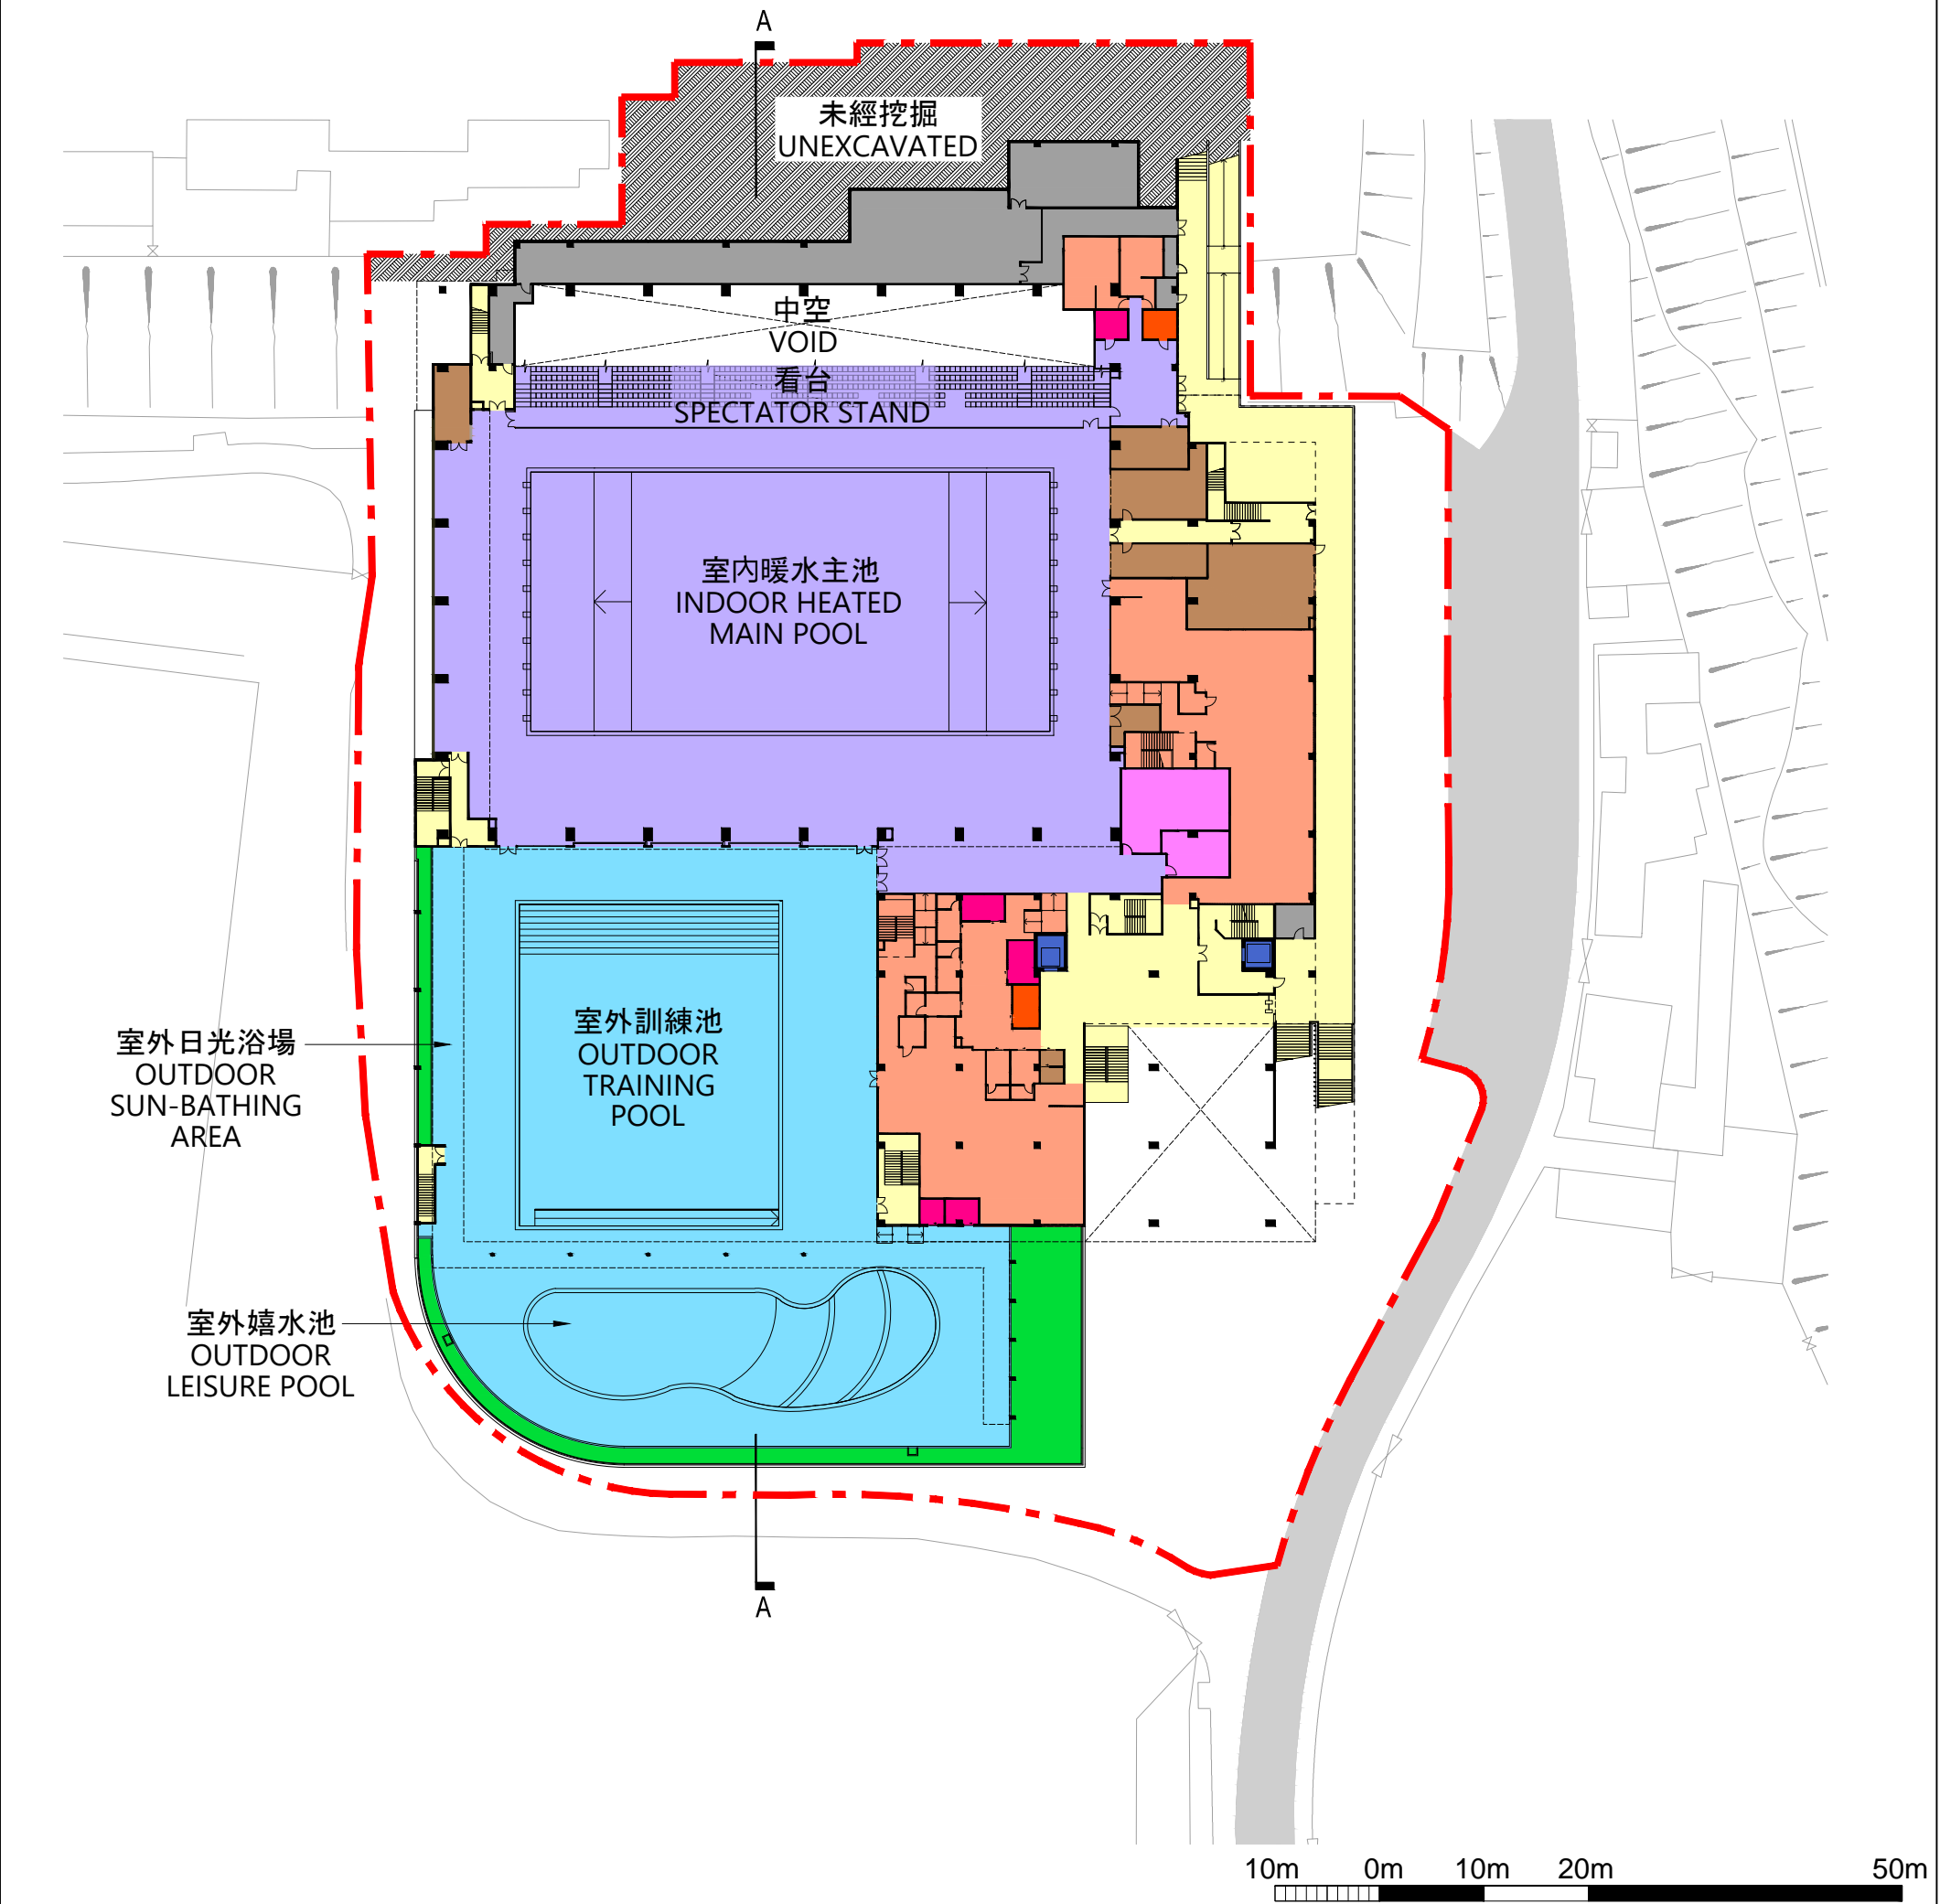 A
未經挖掘
UNEXCAVATED
中空
VOID
看台
SPECTATOR STAND
室內暖水主池
INDOOR HEATED
MAIN POOL
室外訓練池
OUTDOOR
TRAINING
POOL
室外日光浴場
OUTDOOR
SUN-BATHING
AREA
室外嬉水池
OUTDOOR
LEISURE POOL
A
10m 0m 10m 20m 50m